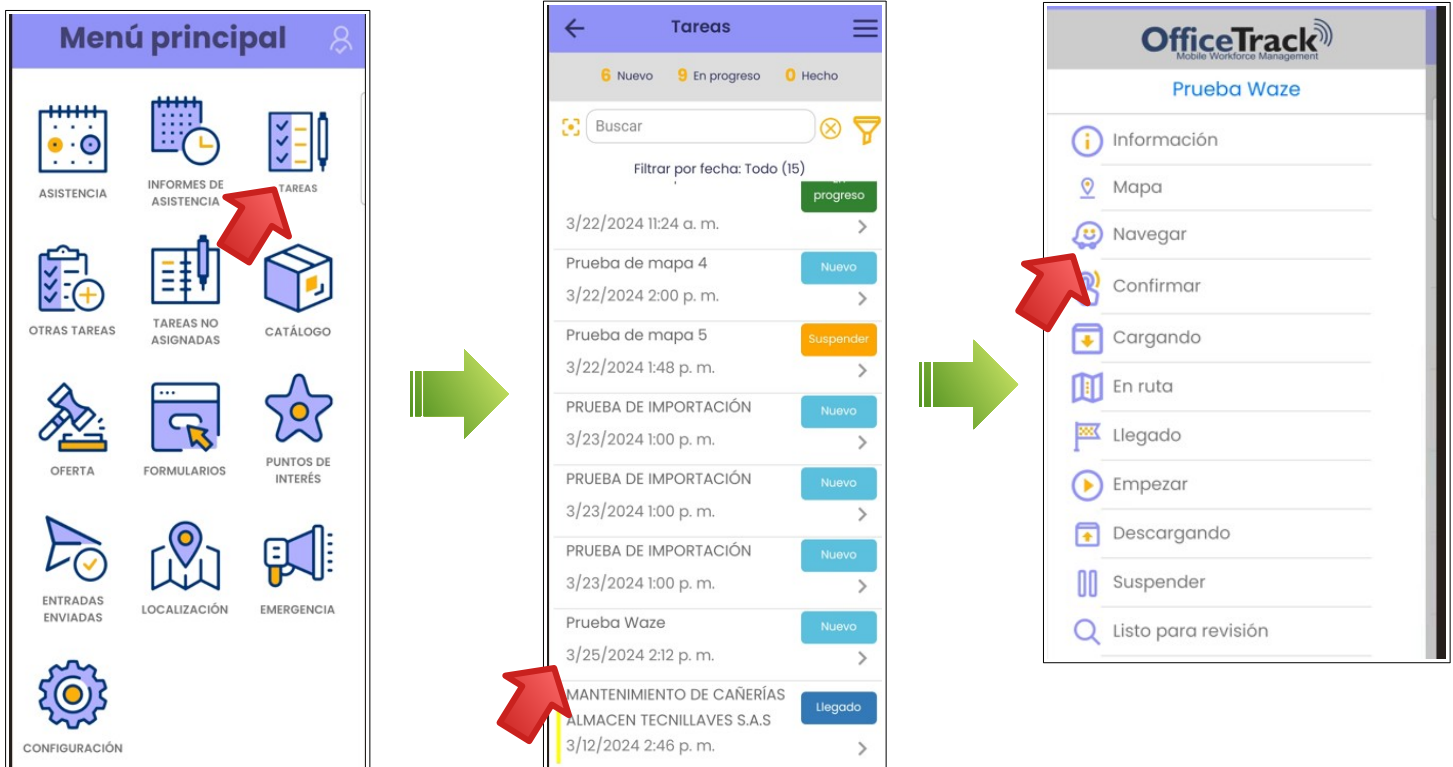 Menú principal
ASISTENCIA
INFORMES DE
ASISTENCIA
TAREAS
OTRAS TAREAS
TAREAS NO
ASIGNADAS
CATÁLOGO
OFERTA
FORMULARIOS
PUNTOS DE
INTERÉS
ENTRADAS
ENVIADAS
LOCALIZACIÓN
EMERGENCIA
CONFIGURACIÓN
Tareas
6 Nuevo 9 En progreso 0 Hecho
Buscar
Filtrar por fecha: Todo (15)
progreso
3/22/2024 11:24 a. m.
Prueba de mapa 4
Nuevo
3/22/2024 2:00 p. m.
Prueba de mapa 5
Suspender
3/22/2024 1:48 p. m.
PRUEBA DE IMPORTACIÓN
Nuevo
3/23/2024 1:00 p. m.
PRUEBA DE IMPORTACIÓN
Nuevo
3/23/2024 1:00 p. m.
PRUEBA DE IMPORTACIÓN
Nuevo
3/23/2024 1:00 p. m.
Prueba Waze
Nuevo
3/25/2024 2:12 p. m.
MANTENIMIENTO DE CAÑERÍAS
ALMACEN TECNILLAVES S.A.S
Llegado
3/12/2024 2:46 p. m.
OfficeTrack
Mobile Workforce Management
Prueba Waze
Información
Mapa
Navegar
Confirmar
Cargando
En ruta
Llegado
Empezar
Descargando
Suspender
Listo para revisión